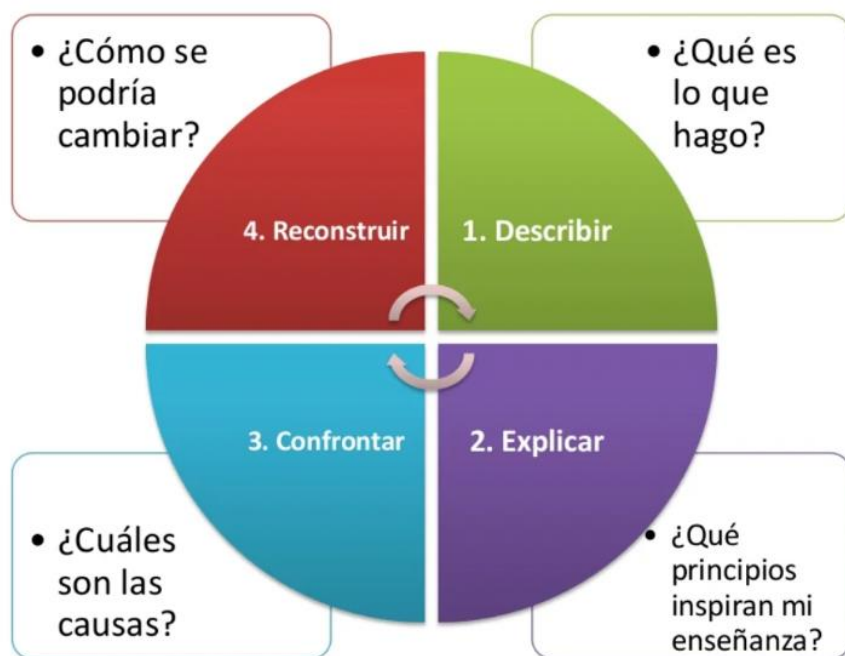 • ¿Cómo se
podría
cambiar?
• ¿Qué es
lo que
hago?
4. Reconstruir
1. Describir
3. Confrontar
2. Explicar
• ¿Cuáles
son las
causas?
• ¿Qué
principios
inspiran mi
enseñanza?